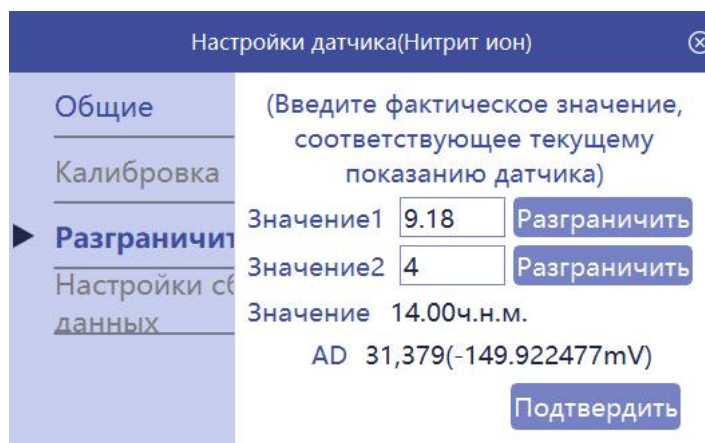 Настройки датчика(Нитрит ион)
Общие
Калибровка
Разграничит
Настройки сб
данных
(Введите фактическое значение,
соответствующее текущему
показанию датчика)
Значение1 9.18 Разграничить
Значение2 4 Разграничить
Значение 14.00ч.н.м.
AD 31,379(-149.922477mV)
Подтвердить